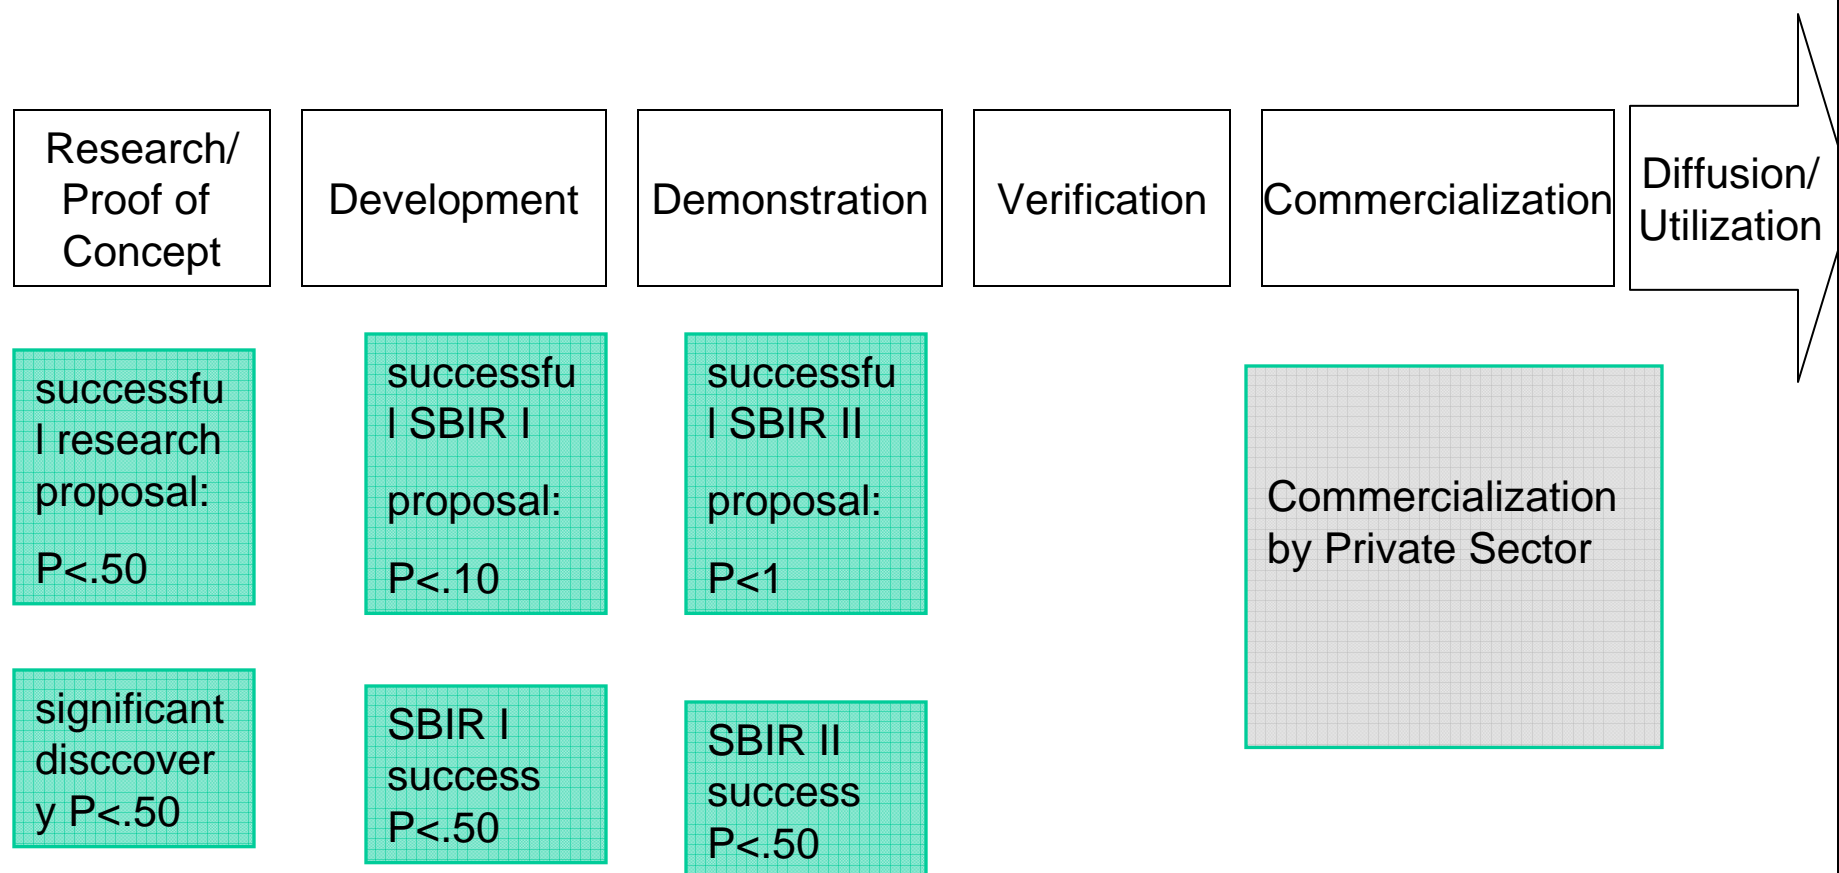 Research/
Proof of
Concept
Development
Demonstration
Verification
Commercialization
Diffusion/
Utilization
successfu
l research
proposal:
P<.50
successfu
l SBIR I
proposal:
P<.10
successfu
l SBIR II
proposal:
P<1
Commercialization
by Private Sector
significant
disccover
y P<.50
SBIR I
success
P<.50
SBIR II
success
P<.50